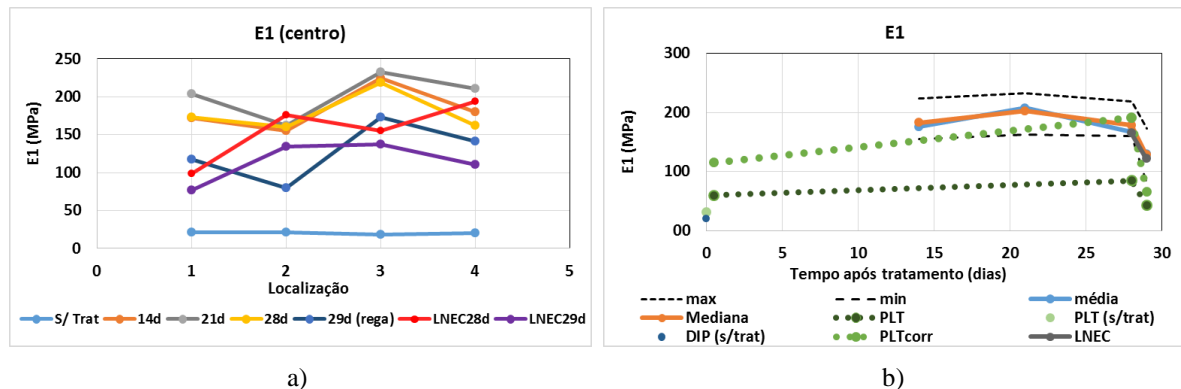 E1 (centro)
250
200
150
100
50
0
E1 (MPa)
0 1 2 3 4 5
Localização
S/ Trat 14d 21d 28d 29d (rega) LNEC28d LNEC29d
a)
E1
300
200
100
00
E1 (MPa)
0 5 10 15 20 25 30
Tempo após tratamento (dias)
max min média
Mediana PLT PLT (s/trat)
DIP (s/trat) PLTcorr LNEC
b)